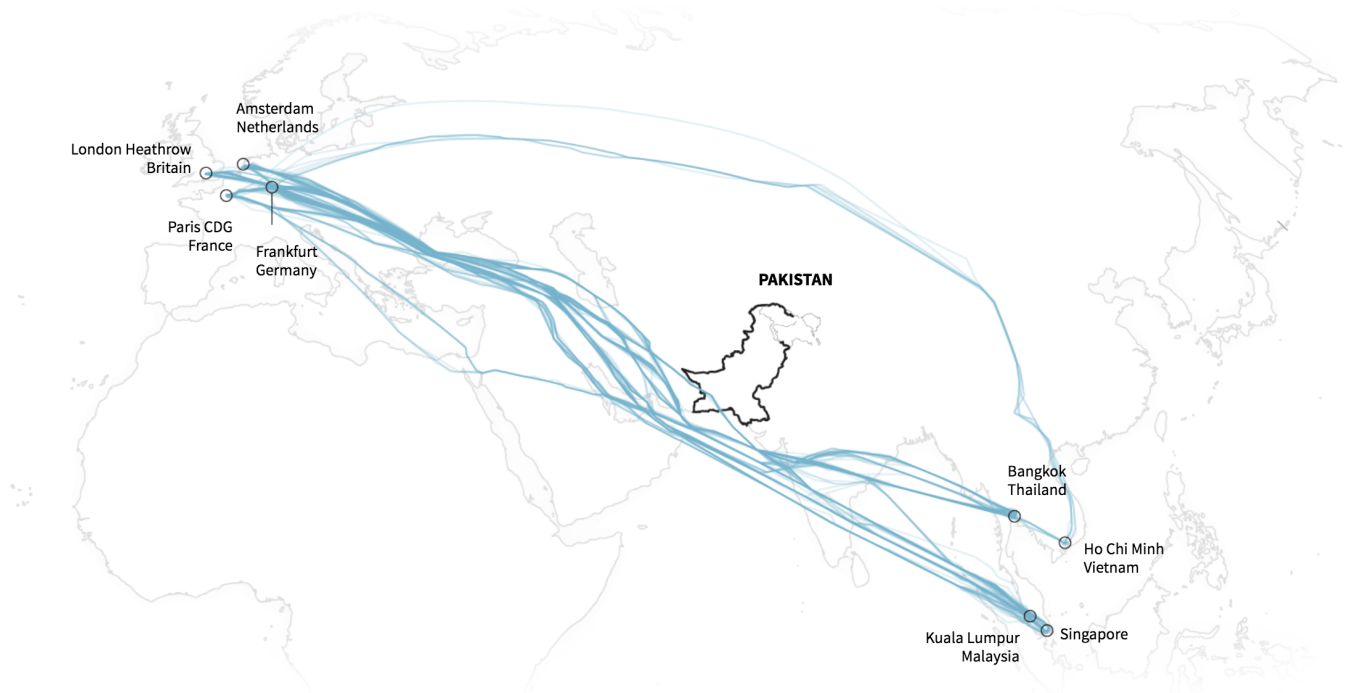 Amsterdam
Netherlands
London Heathrow
Britain
Paris CDG
France
Frankfurt
Germany
PAKISTAN
Bangkok
Thailand
Ho Chi Minh
Vietnam
Kuala Lumpur
Malaysia
Singapore